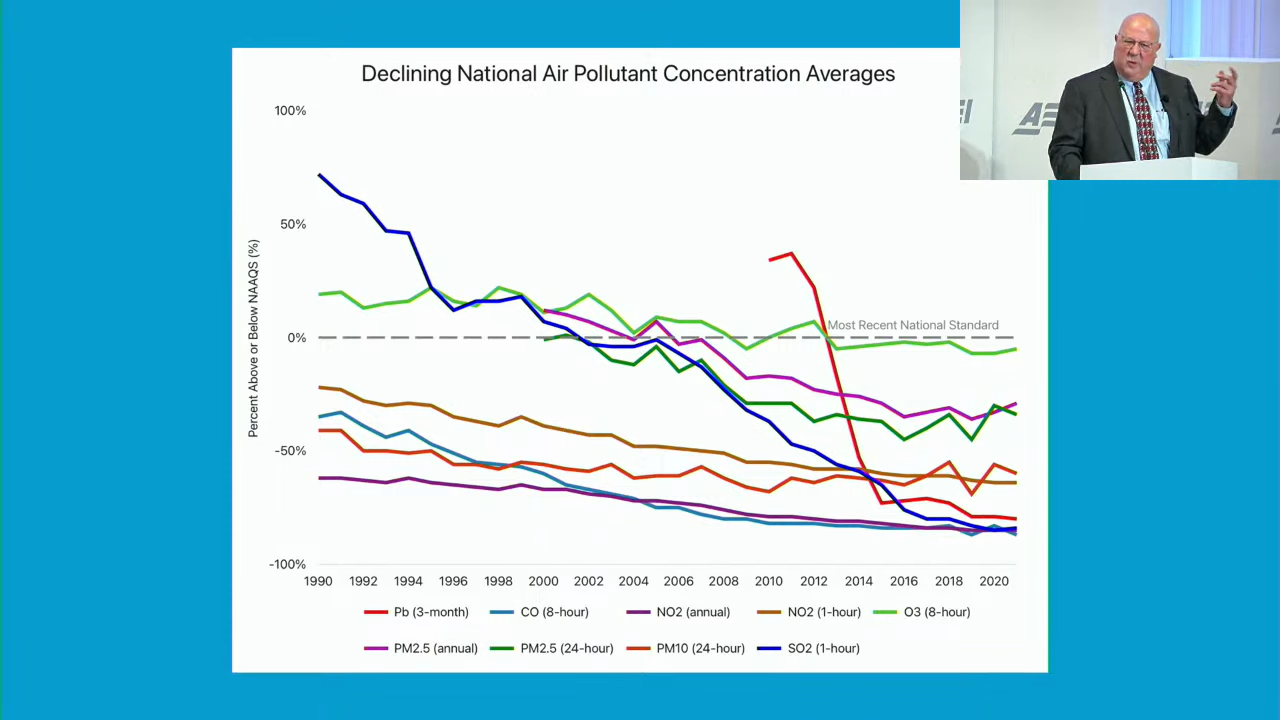 Declining National Air Pollutant Concentration Averages
100%
50%
0%
-50%
-100%
Percent Above or Below NAAQS (%)
Most Recent National Standard
1990 1992 1994 1996 1998 2000 2002 2004 2006 2008 2010 2012 2014 2016 2018 2020
Pb (3-month) CO (8-hour) NO2 (annual) NO2 (1-hour) O3 (8-hour)
PM2.5 (annual) PM2.5 (24-hour) PM10 (24-hour) SO2 (1-hour)